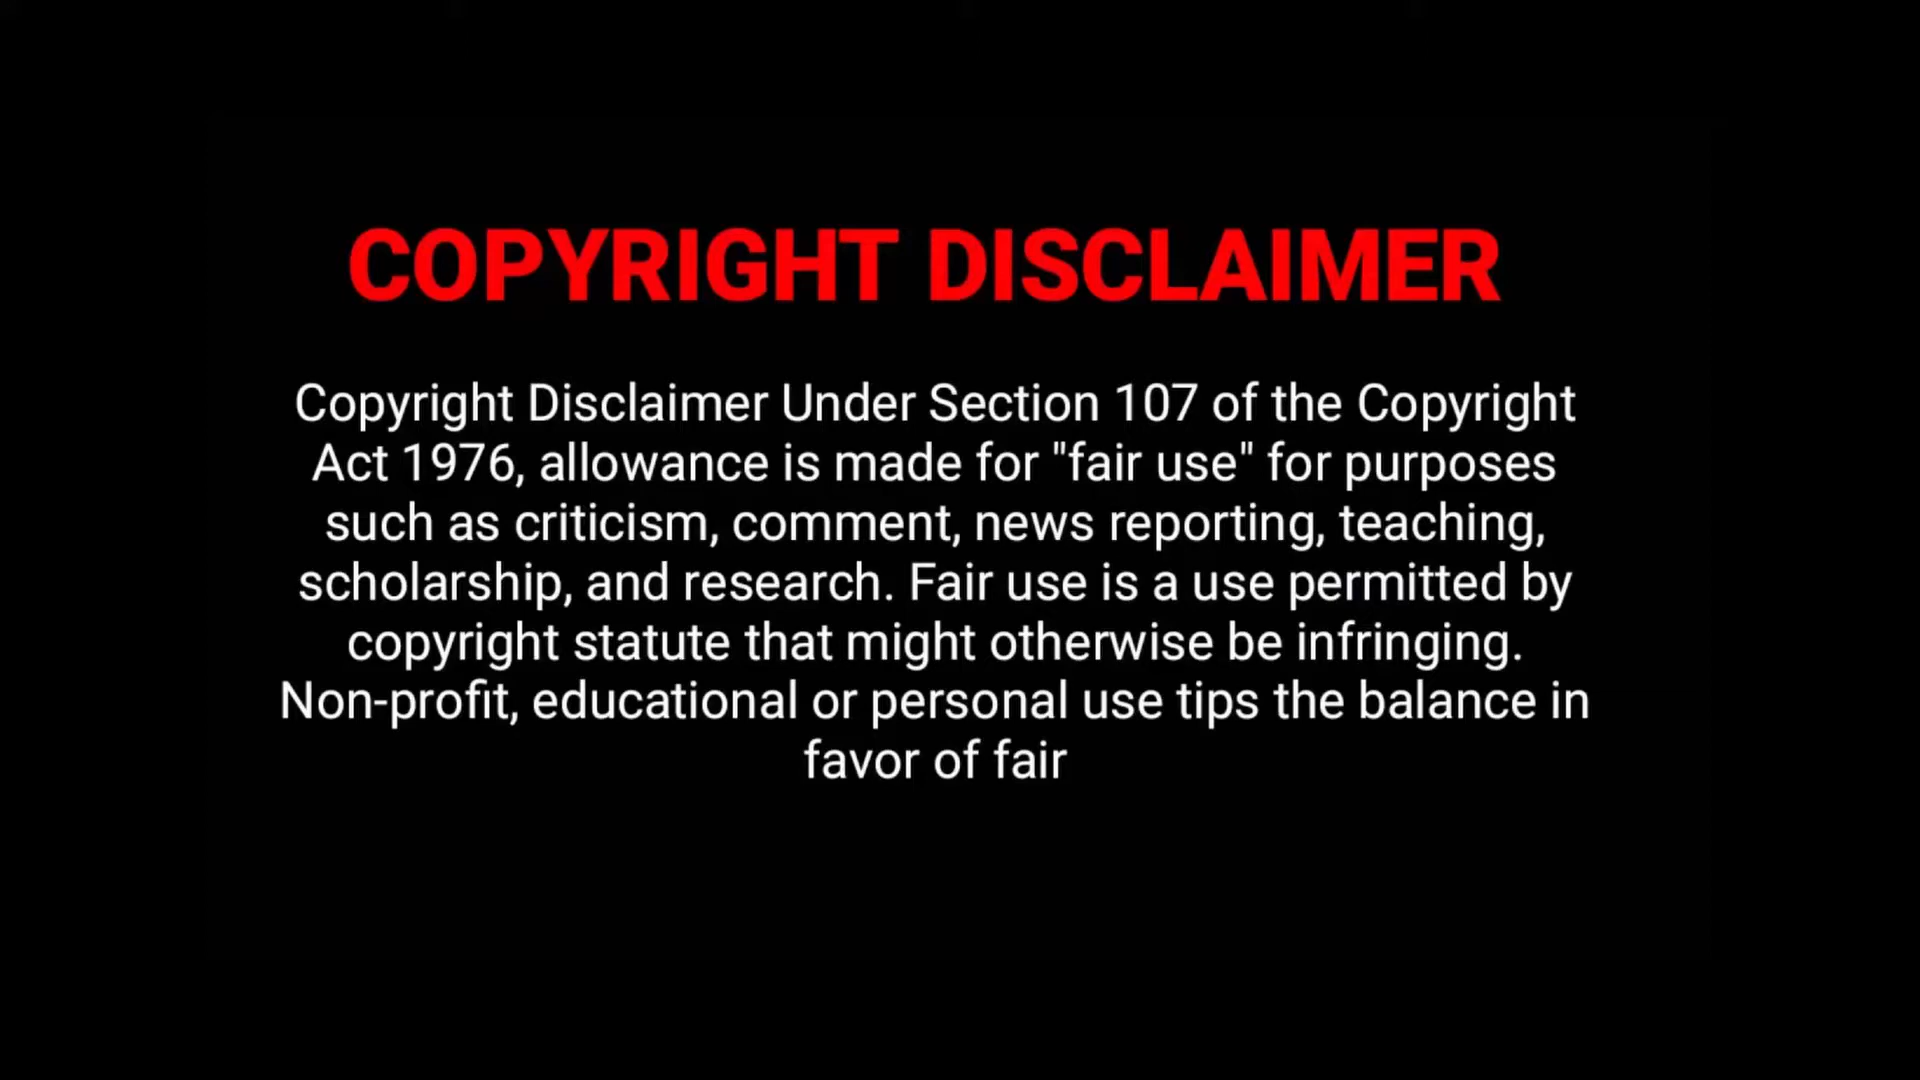 COPYRIGHT DISCLAIMER
Copyright Disclaimer Under Section 107 of the Copyright
Act 1976, allowance is made for "fair use" for purposes
such as criticism, comment, news reporting, teaching,
scholarship, and research. Fair use is a use permitted by
copyright statute that might otherwise be infringing.
Non-profit, educational or personal use tips the balance in
favor of fair